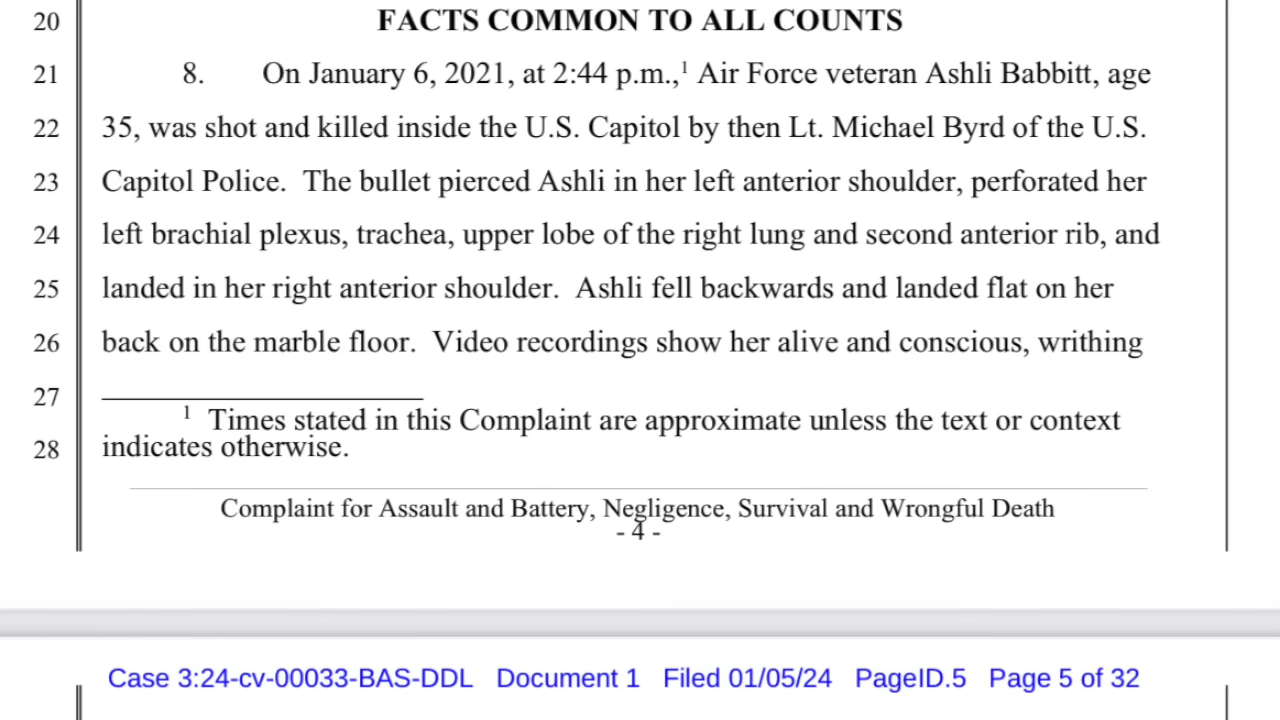 20 FACTS COMMON TO ALL COUNTS
21 8. On January 6, 2021, at 2:44 p.m.,¹ Air Force veteran Ashli Babbitt, age
22 35, was shot and killed inside the U.S. Capitol by then Lt. Michael Byrd of the U.S.
23 Capitol Police. The bullet pierced Ashli in her left anterior shoulder, perforated her
24 left brachial plexus, trachea, upper lobe of the right lung and second anterior rib, and
25 landed in her right anterior shoulder. Ashli fell backwards and landed flat on her
26 back on the marble floor. Video recordings show her alive and conscious, writhing
27
¹ Times stated in this Complaint are approximate unless the text or context
28 indicates otherwise.
Complaint for Assault and Battery, Negligence, Survival and Wrongful Death
- 4 -
Case 3:24-cv-00033-BAS-DDL Document 1 Filed 01/05/24 PageID.5 Page 5 of 32